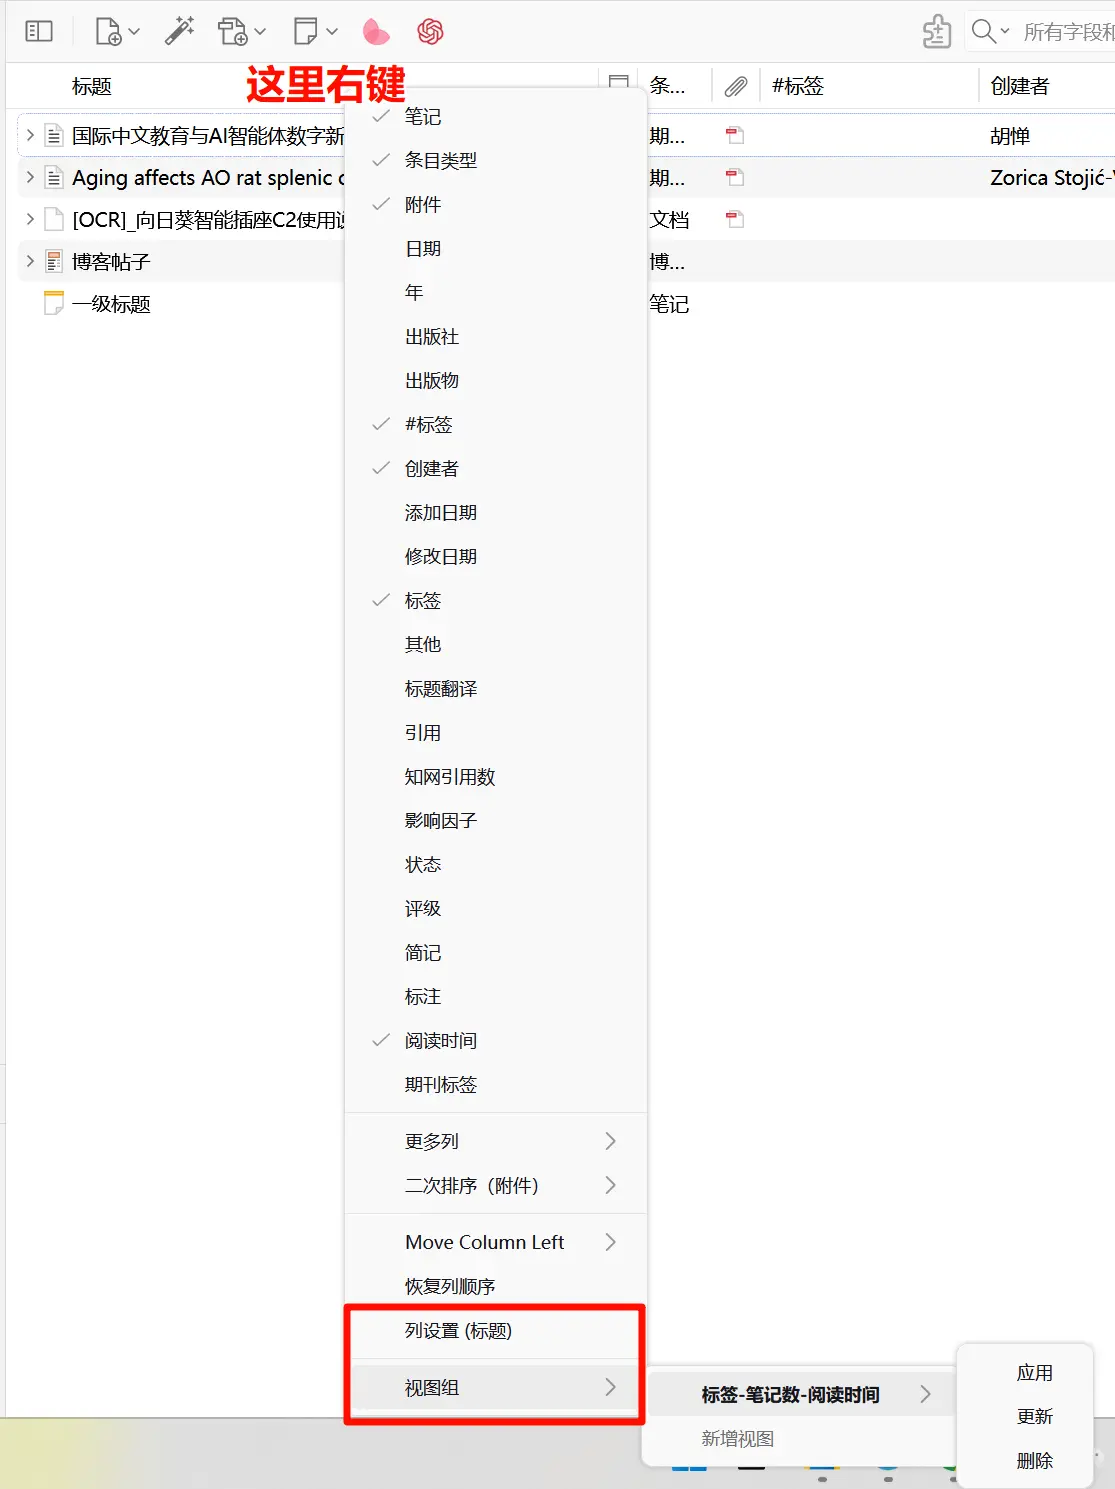 所有字段和
这里右键
标题
条...
#标签
创建者
国际中文教育与AI智能体数字新
期...
胡惮
Aging affects AO rat splenic
期...
Zorica Stojić-
[OCR]_向日葵智能插座C2使用
文档
博客帖子
博...
一级标题
笔记
笔记
条目类型
附件
日期
年
出版社
出版物
#标签
创建者
添加日期
修改日期
标签
其他
标题翻译
引用
知网引用数
影响因子
状态
评级
简记
标注
阅读时间
期刊标签
更多列
二次排序（附件）
Move Column Left
恢复列顺序
列设置 (标题)
视图组
标签-笔记数-阅读时间
新增视图
应用
更新
删除